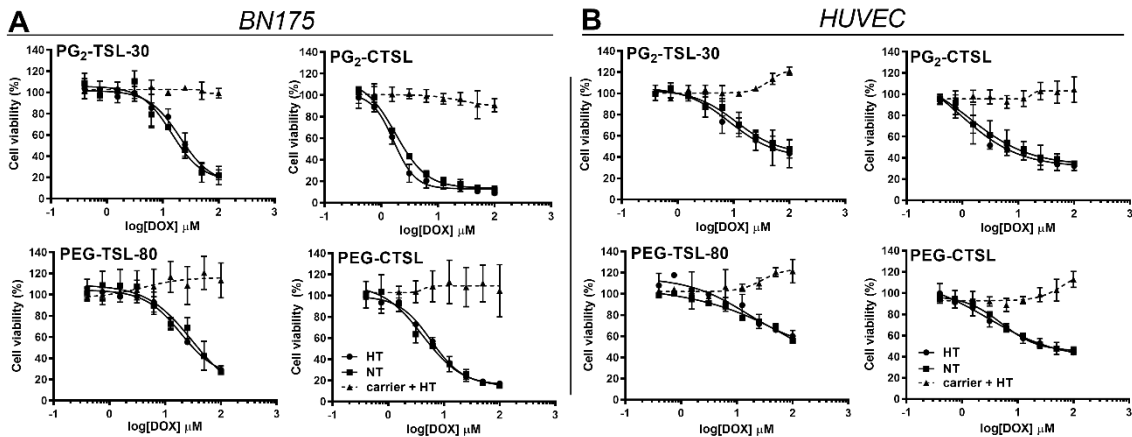 A BN175 B HUVEC
PG2-TSL-30 PG2-CTSL PG2-TSL-30 PG2-CTSL
Cell viability (%) Cell viability (%) Cell viability (%) Cell viability (%)
140 140 140 140
120 120 120 120
100 100 100 100
80 80 80 80
60 60 60 60
40 40 40 40
20 20 20 20
0 0 0 0
-1 0 1 2 3 -1 0 1 2 3 -1 0 1 2 3 -1 0 1 2 3
log[DOX] μM log[DOX] μM log[DOX] μM log[DOX] μM
PEG-TSL-80 PEG-CTSL PEG-TSL-80 PEG-CTSL
Cell viability (%) Cell viability (%) Cell viability (%) Cell viability (%)
140 140 140 140
120 120 120 120
100 100 100 100
80 80 80 80
60 60 60 60
40 40 40 40
20 20 20 20
0 0 0 0
HT HT
NT NT
carrier + HT carrier + HT
-1 0 1 2 3 -1 0 1 2 3 -1 0 1 2 3 -1 0 1 2 3
log[DOX] μM log[DOX] μM log[DOX] μM log[DOX] μM